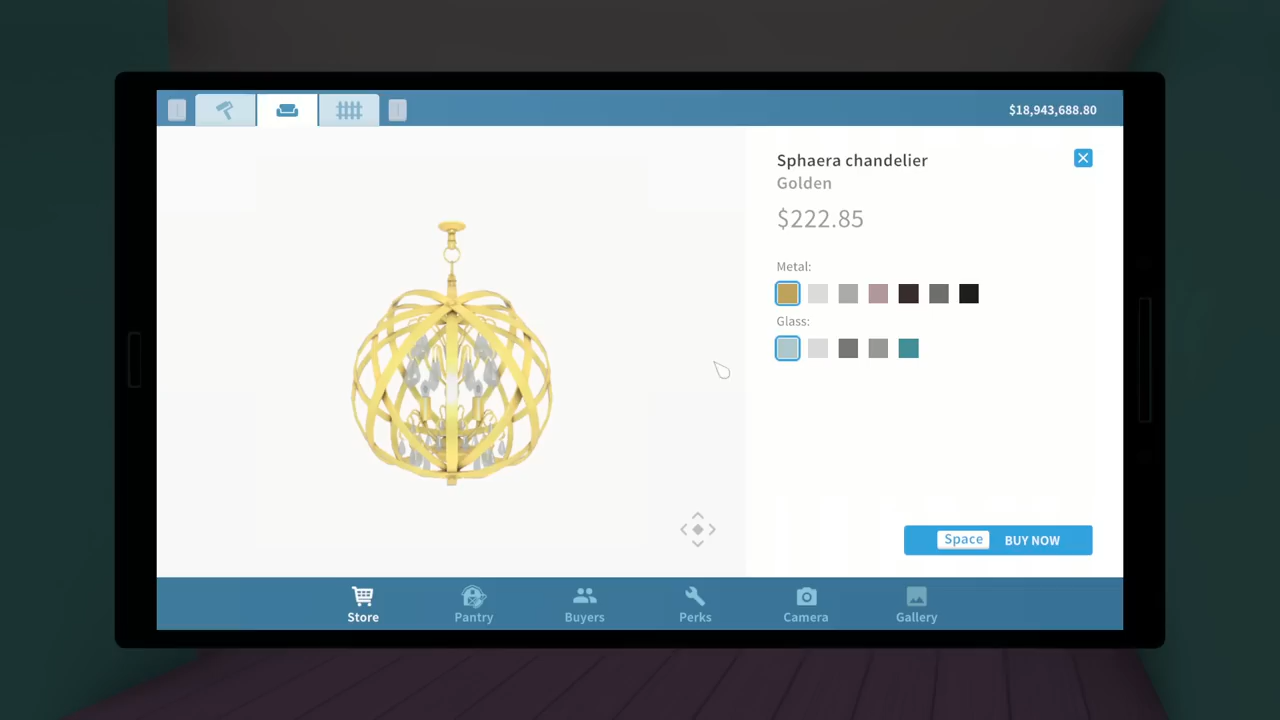 $18,943,688.80
Sphaera chandelier
Golden
$222.85
Metal:
Glass:
Space BUY NOW
Store Pantry Buyers Perks Camera Gallery